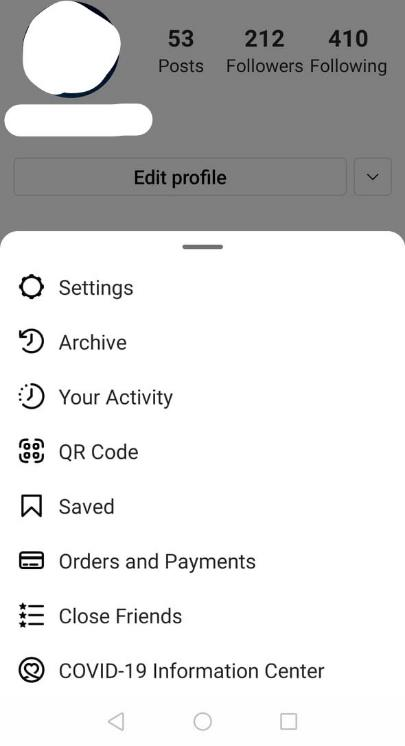 53 212 410
Posts Followers Following
Edit profile
Settings
Archive
Your Activity
QR Code
Saved
Orders and Payments
Close Friends
COVID-19 Information Center